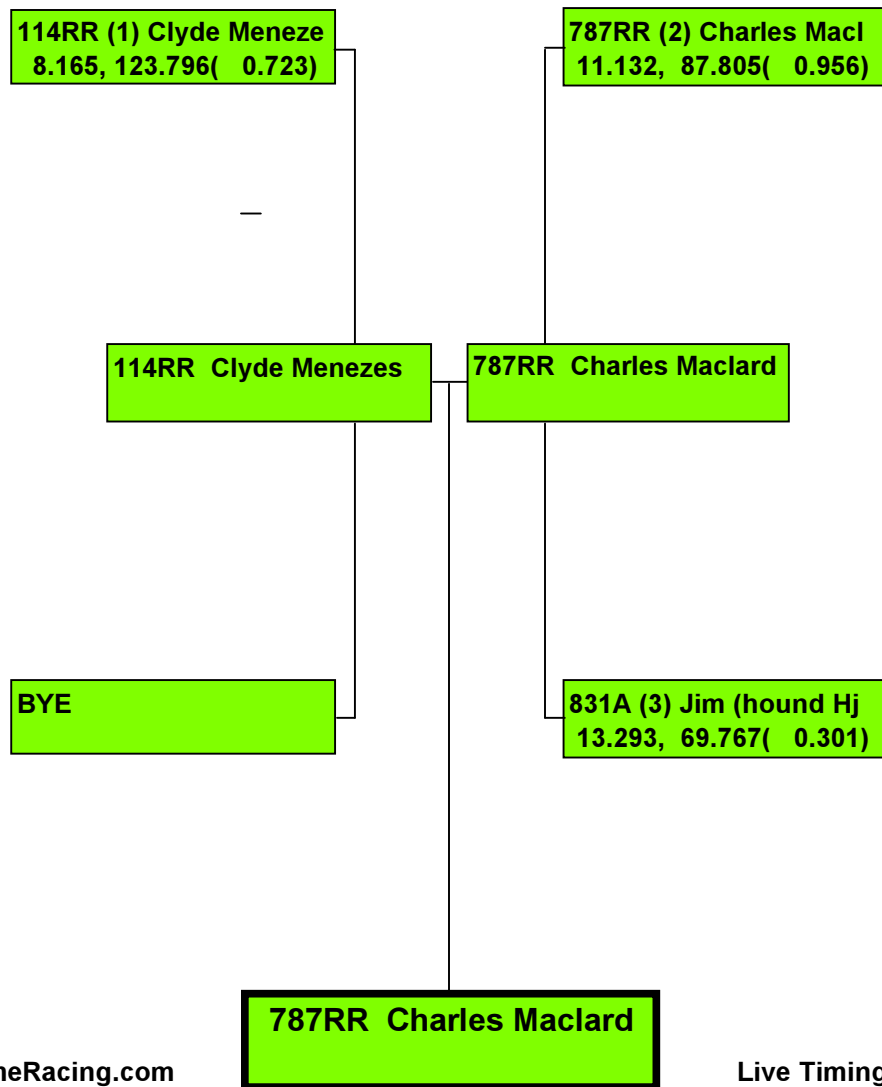 114RR (1) Clyde Meneze
8.165, 123.796( 0.723)
787RR (2) Charles Macl
11.132, 87.805( 0.956)
114RR Clyde Menezes
787RR Charles Maclard
BYE
831A (3) Jim (hound Hj
13.293, 69.767( 0.301)
787RR Charles Maclard
neRacing.com
Live Timing